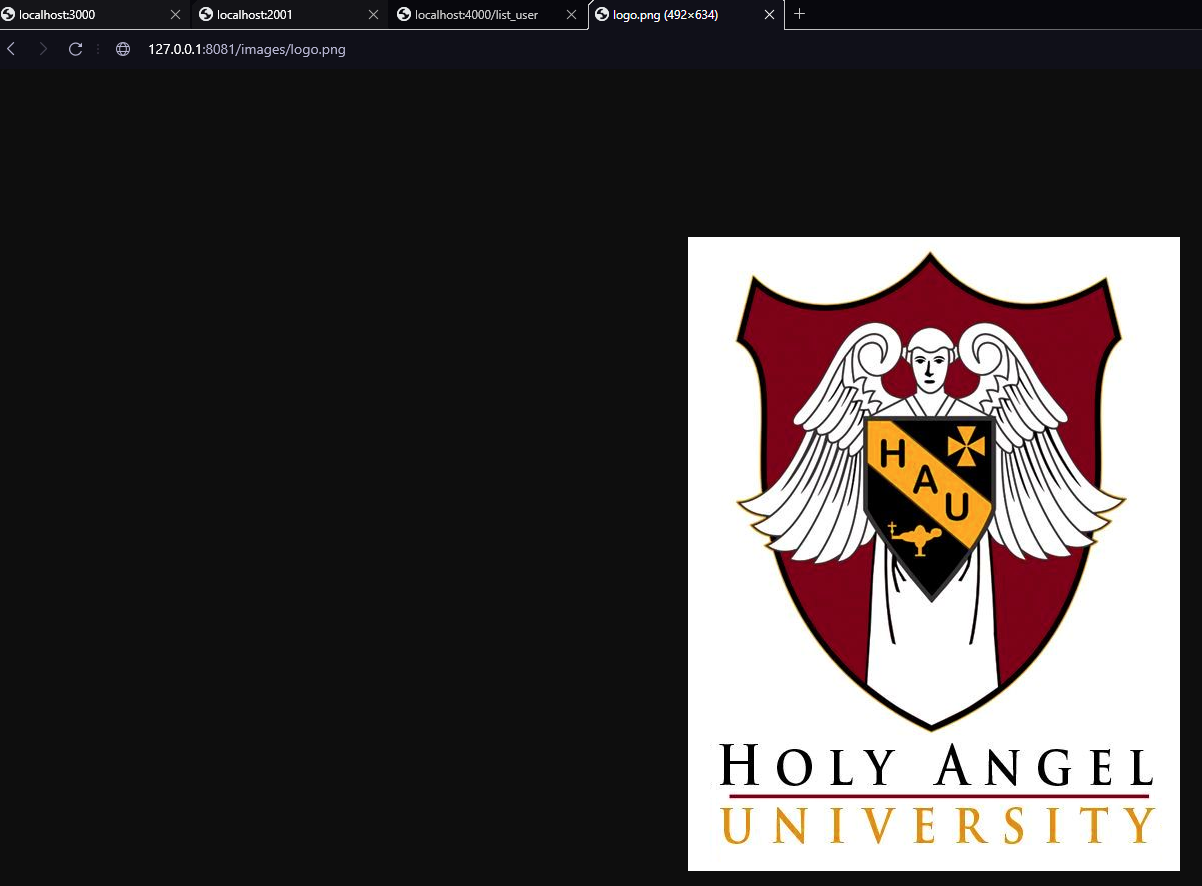 localhost:3000
localhost:2001
localhost:4000/list_user
logo.png (492×634)
127.0.0.1:8081/images/logo.png
H
A
U
HOLY ANGEL
UNIVERSITY